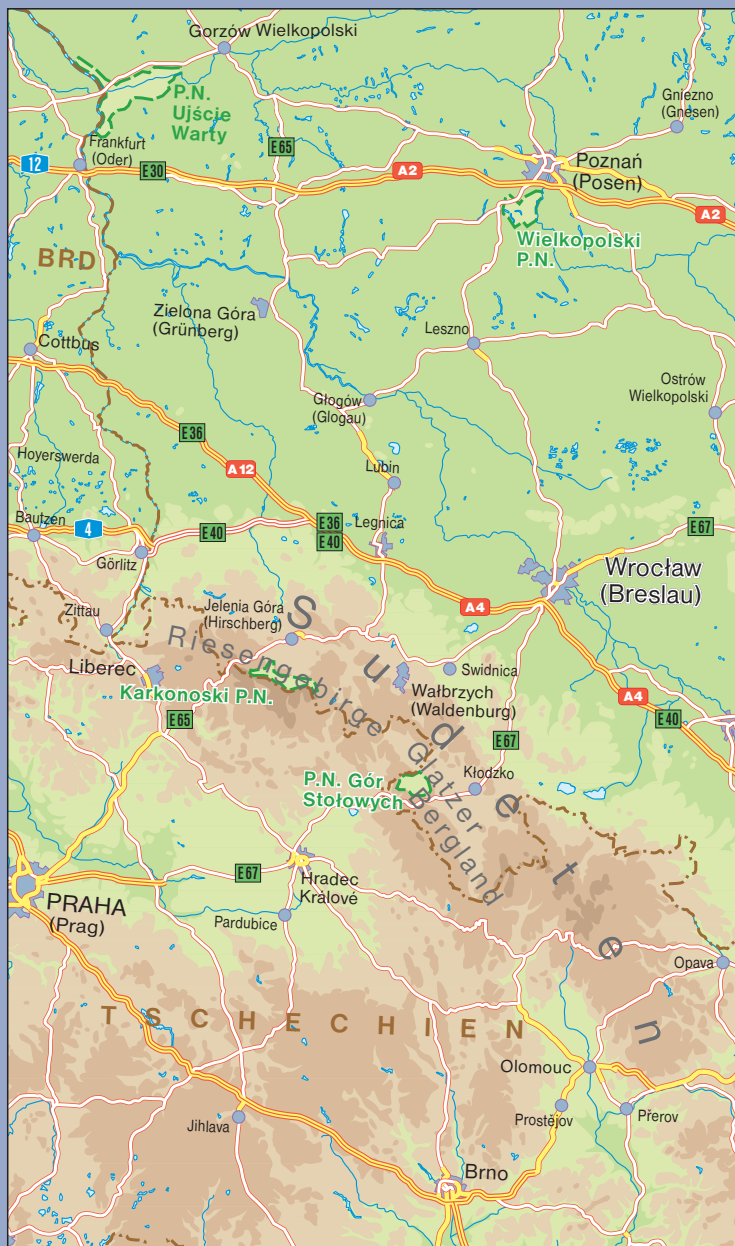 Gorzów Wielkopolski
P.N.
Ujście
Warty
Gniezno
(Gnesen)
Frankfurt
(Oder)
12
E30
E65
A2
Poznań
(Posen)
A2
Wielkopolski
P.N.
BRD
Zielona Góra
(Grünberg)
Leszno
Cottbus
Ostrów
Wielkopolski
Głogów
(Glogau)
E36
A12
Lubin
Hoyerswerda
Bautzen
4
E40
E36
E40
Legnica
E67
Görlitz
Wrocław
(Breslau)
A4
Zittau
Jelenia Góra
(Hirschberg)
Sudeten
Riesengebirge
Liberec
Karkonoski P.N.
Świdnica
Wałbrzych
(Waldenburg)
A4
E40
E65
E67
Glatzer
Bergland
P.N. Gór
Stołowych
Kłodzko
E67
Hradec
Králové
PRAHA
(Prag)
Pardubice
Opava
TSCHECHIEN
Olomouc
Jihlava
Prostějov
Přerov
Brno